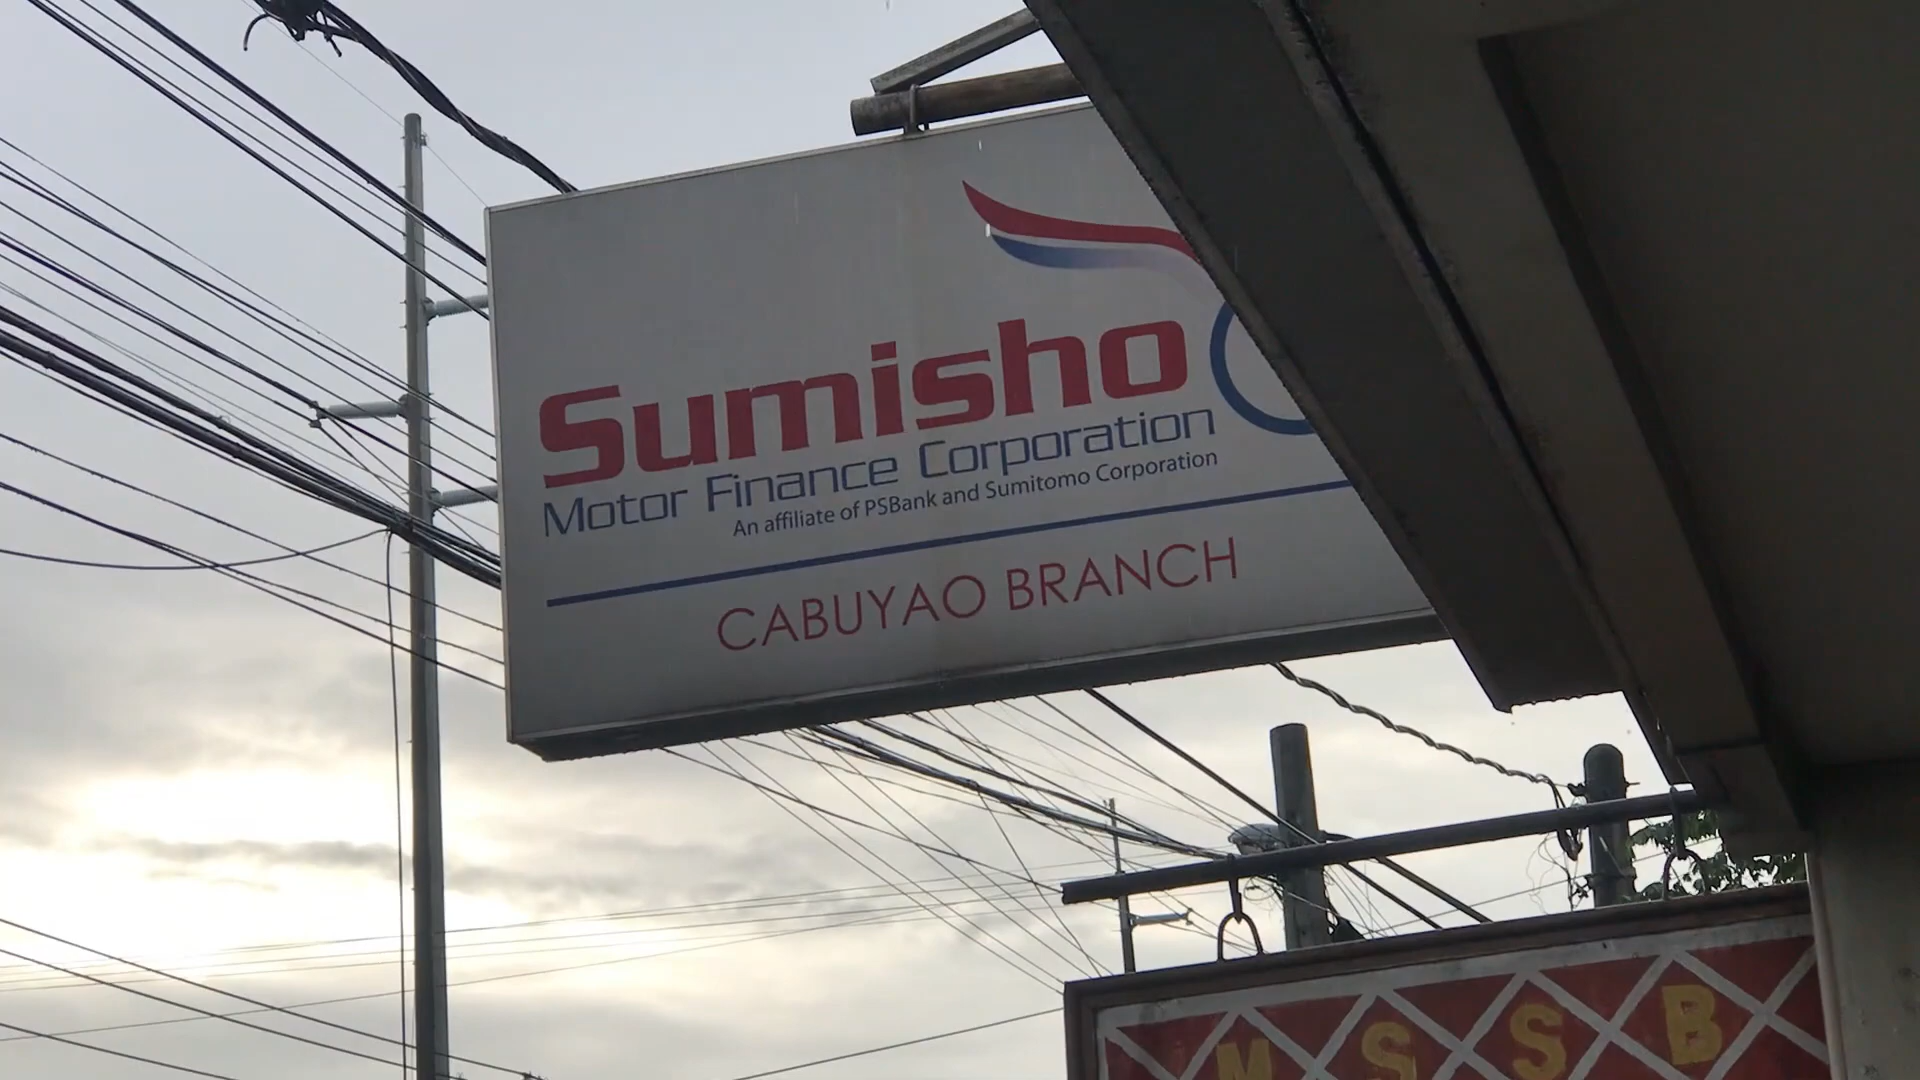 Sumisho
Motor Finance Corporation
An affiliate of PSBank and Sumitomo Corporation
CABUYAO BRANCH
M S S B